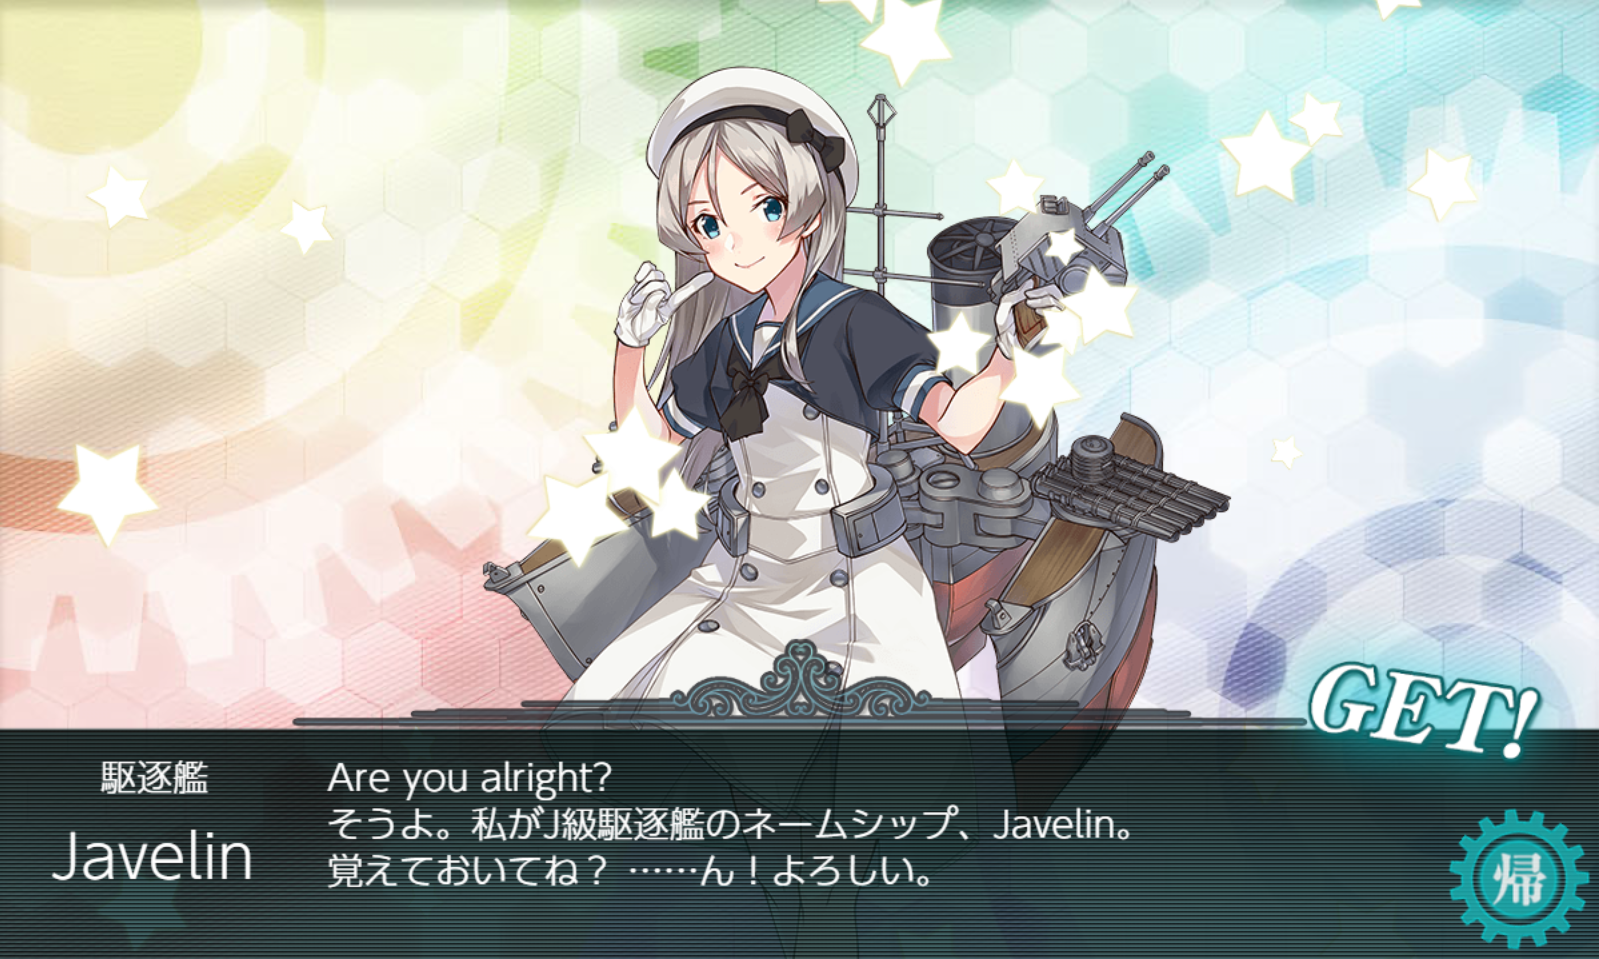 GET!
駆逐艦
Javelin
Are you alright?
そうよ。私がJ級駆逐艦のネームシップ、Javelin。
覚えておいてね？ ……ん！よろしい。
帰